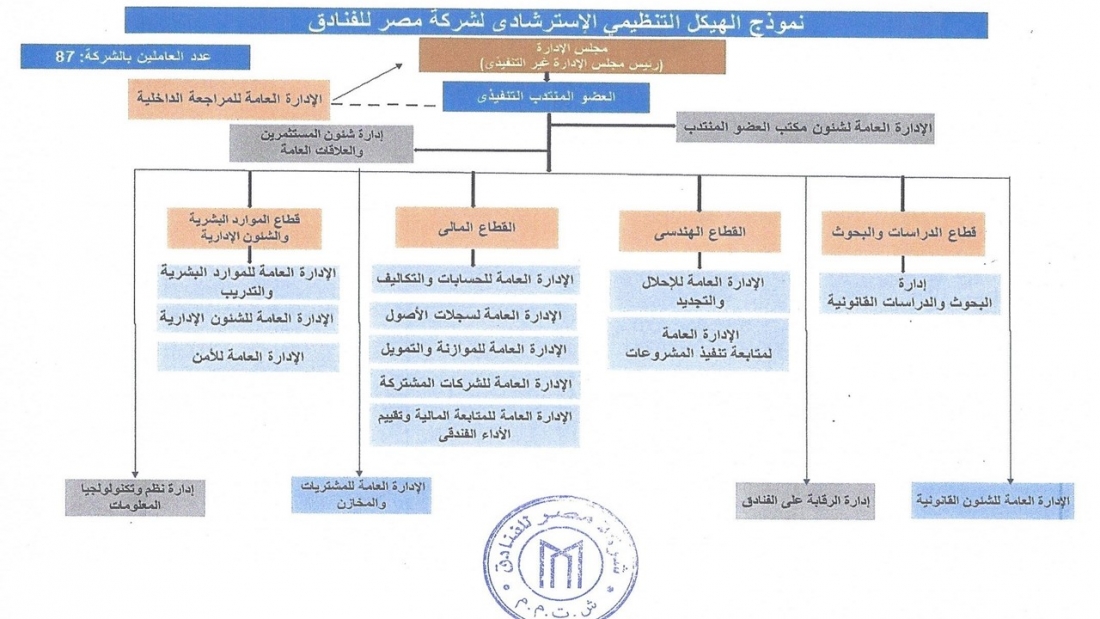 نموذج الهيكل التنظيمي الإسترشادى لشركة مصر للفنادق
عدد العاملين بالشركة: 87
مجلس الإدارة
(رئيس مجلس الإدارة غير التنفيذى)
العضو المنتدب التنفيذى
الإدارة العامة للمراجعة الداخلية
الإدارة العامة لشئون مكتب العضو المنتدب
إدارة شئون المستثمرين
والعلاقات العامة
قطاع الدراسات والبحوث
القطاع الهندسى
القطاع المالى
قطاع الموارد البشرية
والشئون الإدارية
إدارة
البحوث والدراسات القانونية
الإدارة العامة للإحلال
والتجديد
الإدارة العامة
لمتابعة تنفيذ المشروعات
الإدارة العامة للحسابات والتكاليف
الإدارة العامة لسجلات الأصول
الإدارة العامة للموازنة والتمويل
الإدارة العامة للشركات المشتركة
الإدارة العامة للمتابعة المالية وتقييم
الأداء الفندقى
الإدارة العامة للموارد البشرية
والتدريب
الإدارة العامة للشئون الإدارية
الإدارة العامة للأمن
الإدارة العامة للشئون القانونية
إدارة الرقابة على الفنادق
الإدارة العامة للمشتريات
والمخازن
إدارة نظم وتكنولوجيا
المعلومات
شركة مصر للفنادق
ش.ت.م.م